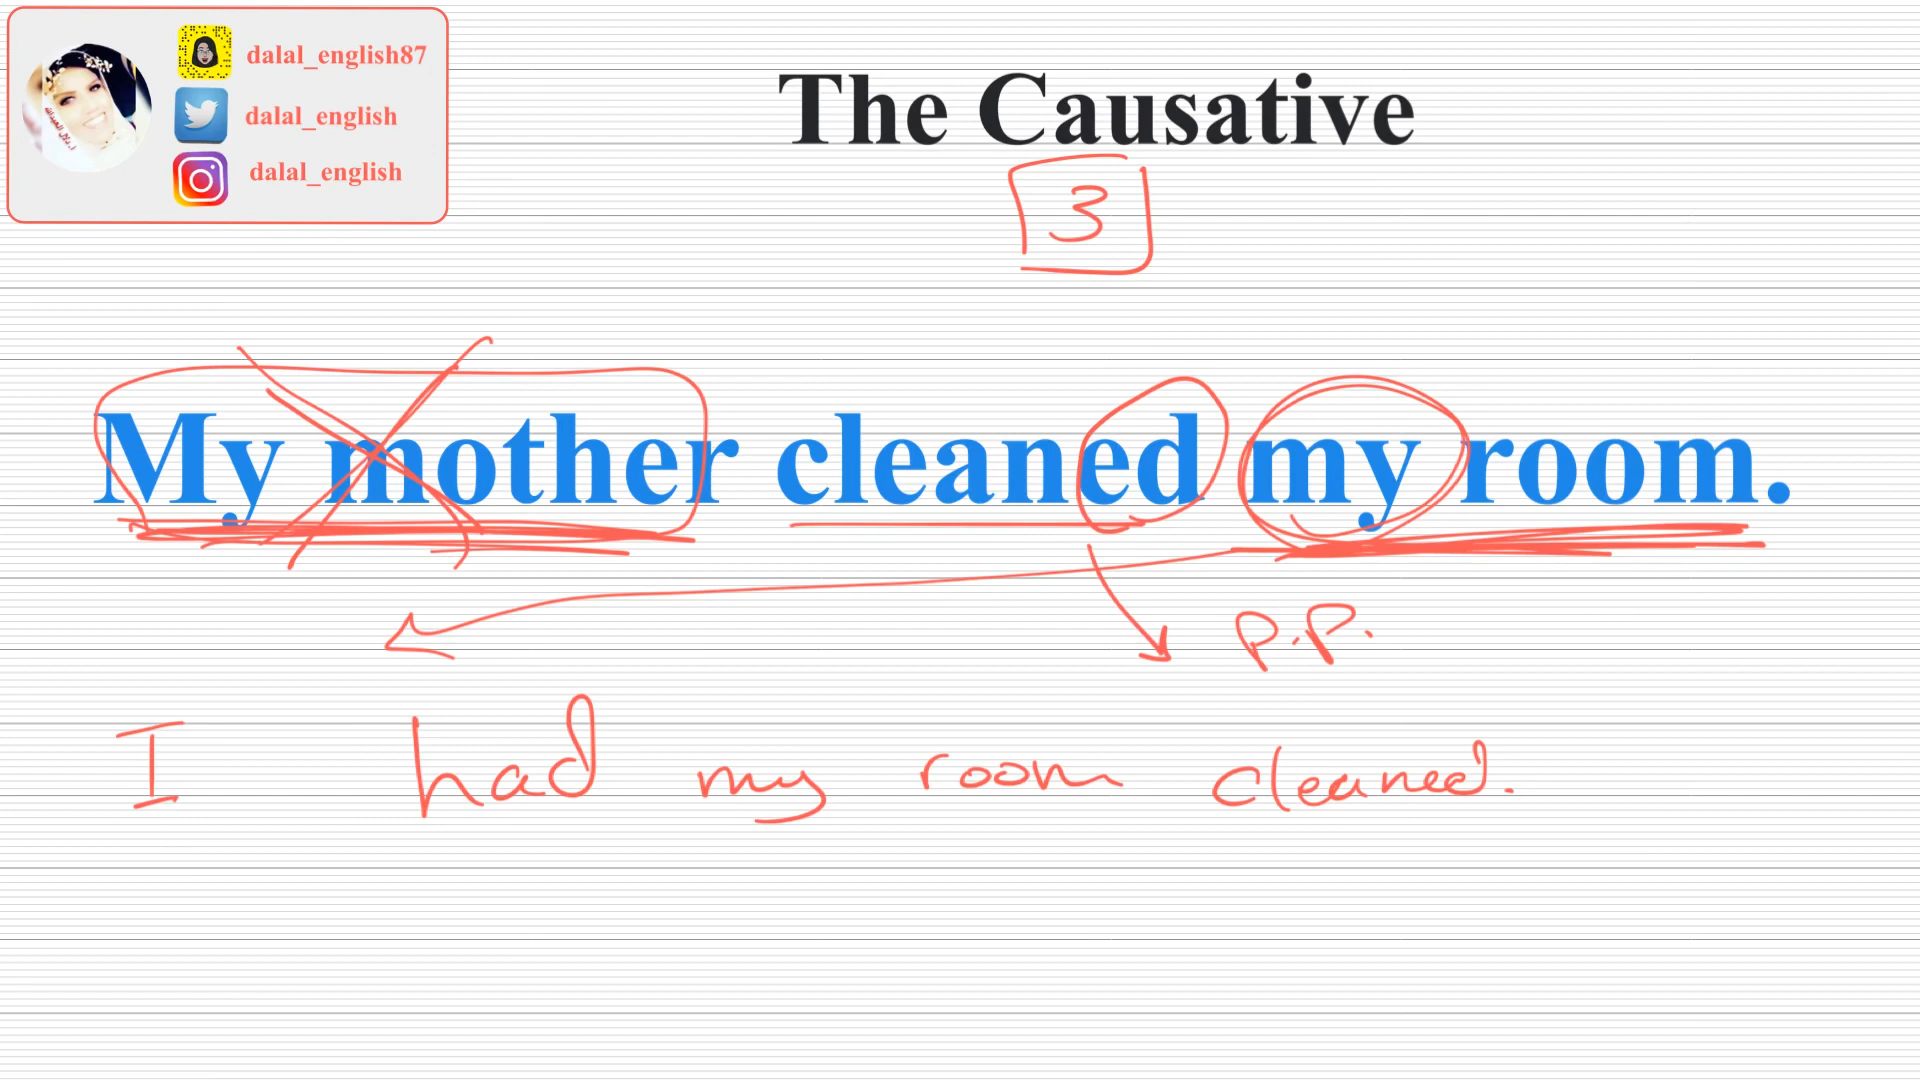 dalal_english87
dalal_english
dalal_english
The Causative
3
My mother cleaned my room.
P.P.
I had my room cleaned.